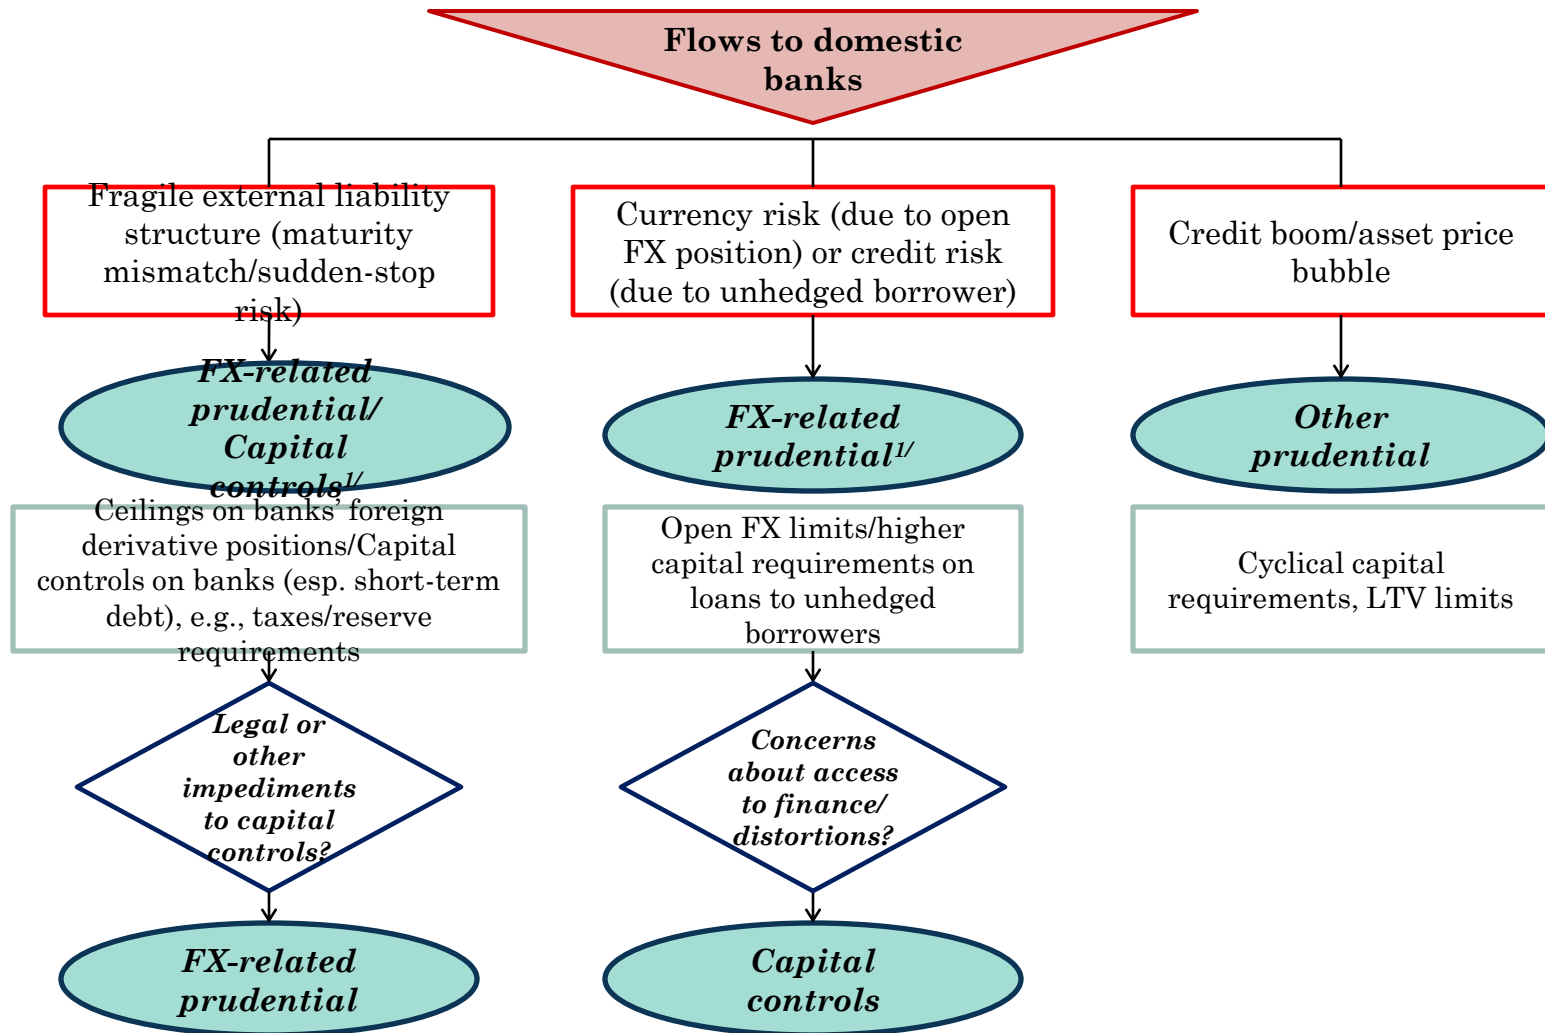 Flows to domestic
banks
Fragile external liability
structure (maturity
mismatch/sudden-stop
risk)
Currency risk (due to open
FX position) or credit risk
(due to unhedged borrower)
Credit boom/asset price
bubble
FX-related
prudential/
Capital
controls1/
FX-related
prudential1/
Other
prudential
Ceilings on banks’ foreign
derivative positions/Capital
controls on banks (esp. short-term
debt), e.g., taxes/reserve
requirements
Open FX limits/higher
capital requirements on
loans to unhedged
borrowers
Cyclical capital
requirements, LTV limits
Legal or
other
impediments
to capital
controls?
Concerns
about access
to finance/
distortions?
FX-related
prudential
Capital
controls